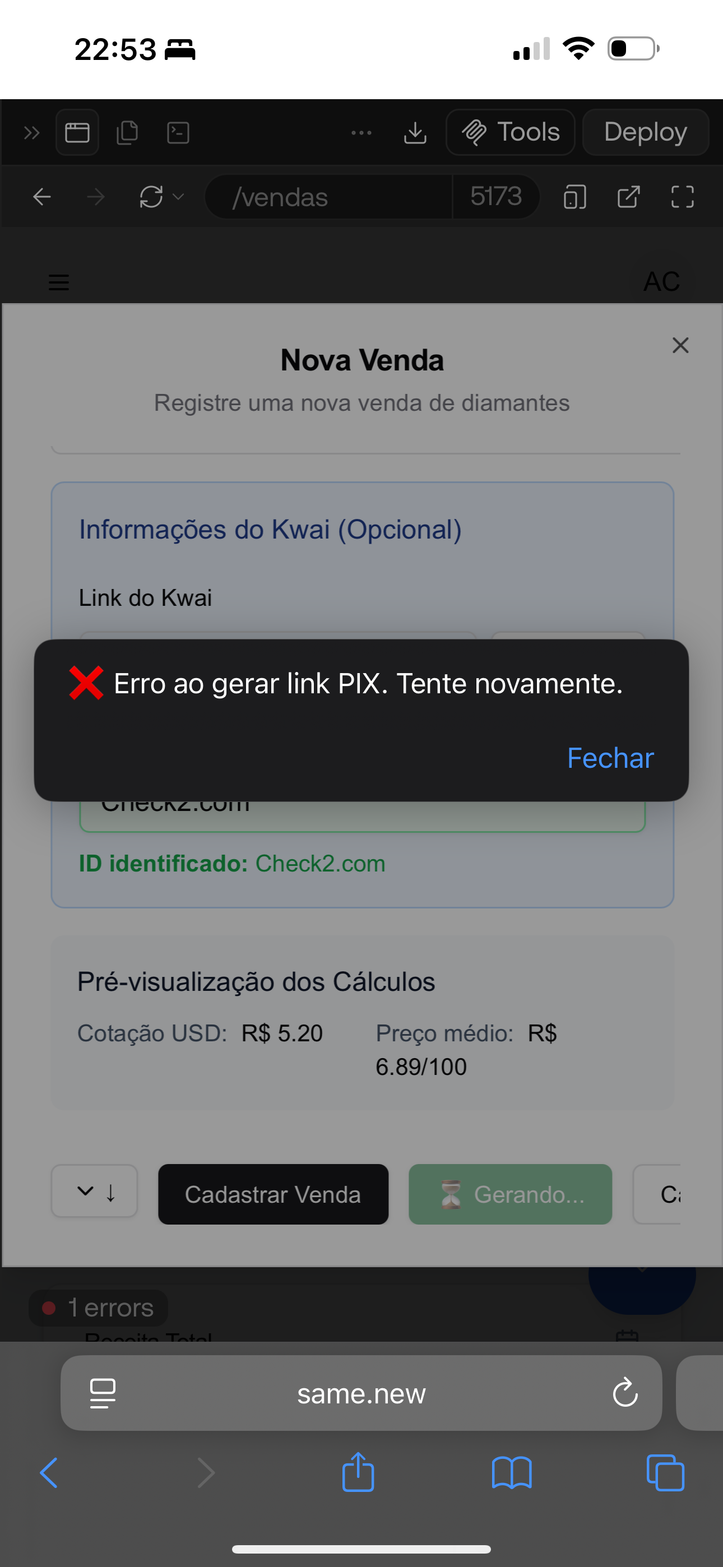 22:53
Tools
Deploy
/vendas
5173
AC
Nova Venda
Registre uma nova venda de diamantes
Informações do Kwai (Opcional)
Link do Kwai
❌ Erro ao gerar link PIX. Tente novamente.
Fechar
Check2.com
ID identificado: Check2.com
Pré-visualização dos Cálculos
Cotação USD: R$ 5.20
Preço médio: R$
6.89/100
Cadastrar Venda
⏳ Gerando...
1 errors
Receita Total
same.new